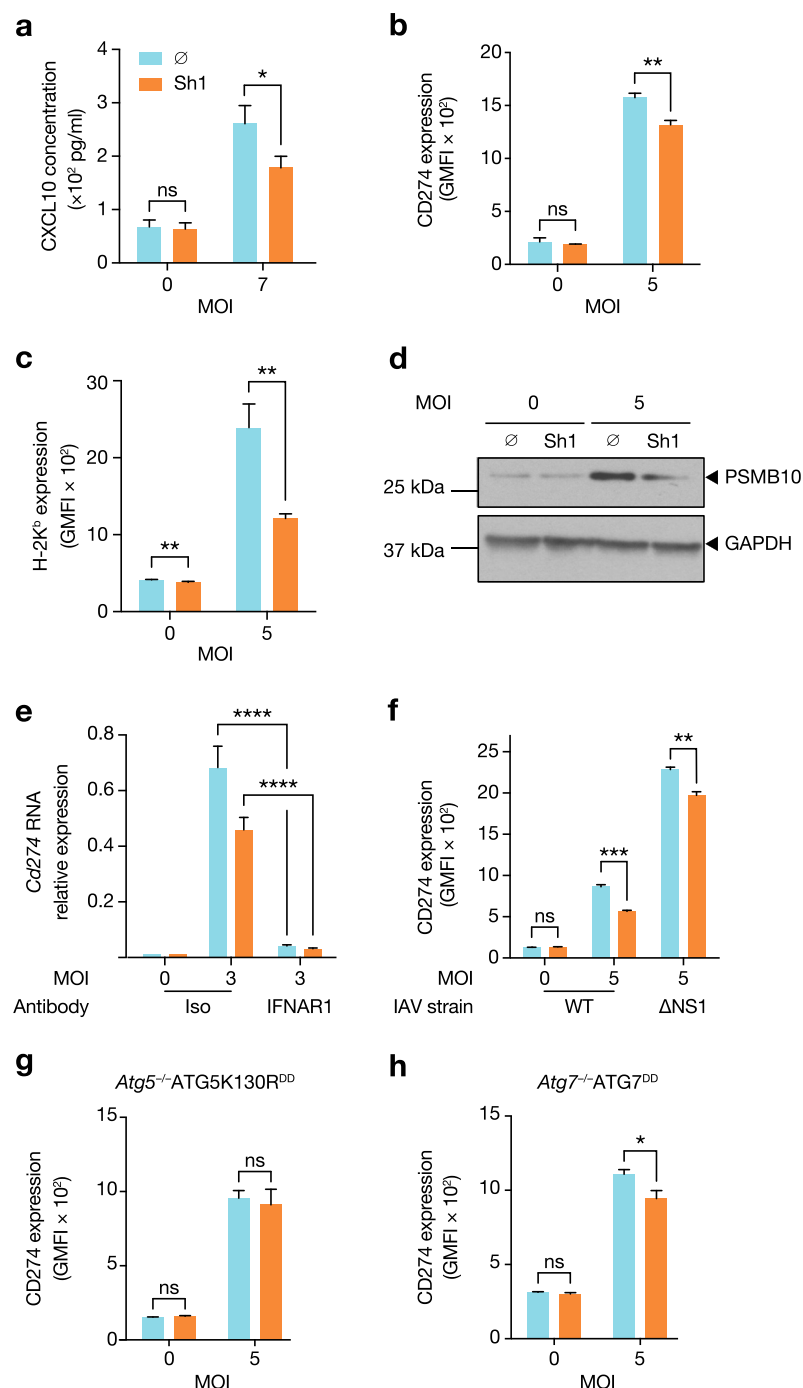 a
CXCL10 concentration
(×10² pg/ml)
4
3
2
1
0
∅
Sh1
ns
*
0 7
MOI
b
CD274 expression
(GMFI × 10²)
20
15
10
5
0
ns
**
0 5
MOI
c
H-2Kᵇ expression
(GMFI × 10²)
30
20
10
0
**
**
0 5
MOI
d
MOI 0 5
∅ Sh1 ∅ Sh1
25 kDa PSMB10
37 kDa GAPDH
e
Cd274 RNA
relative expression
0.8
0.6
0.4
0.2
****
****
MOI 0 3 3
Antibody Iso IFNAR1
f
CD274 expression
(GMFI × 10²)
25
20
15
10
5
0
ns
***
**
MOI 0 5 5
IAV strain WT ΔNS1
g
Atg5⁻/⁻ATG5K130Rᴰᴰ
CD274 expression
(GMFI × 10²)
15
10
5
0
ns
ns
0 5
MOI
h
Atg7⁻/⁻ATG7ᴰᴰ
CD274 expression
(GMFI × 10²)
15
10
5
0
ns
*
0 5
MOI